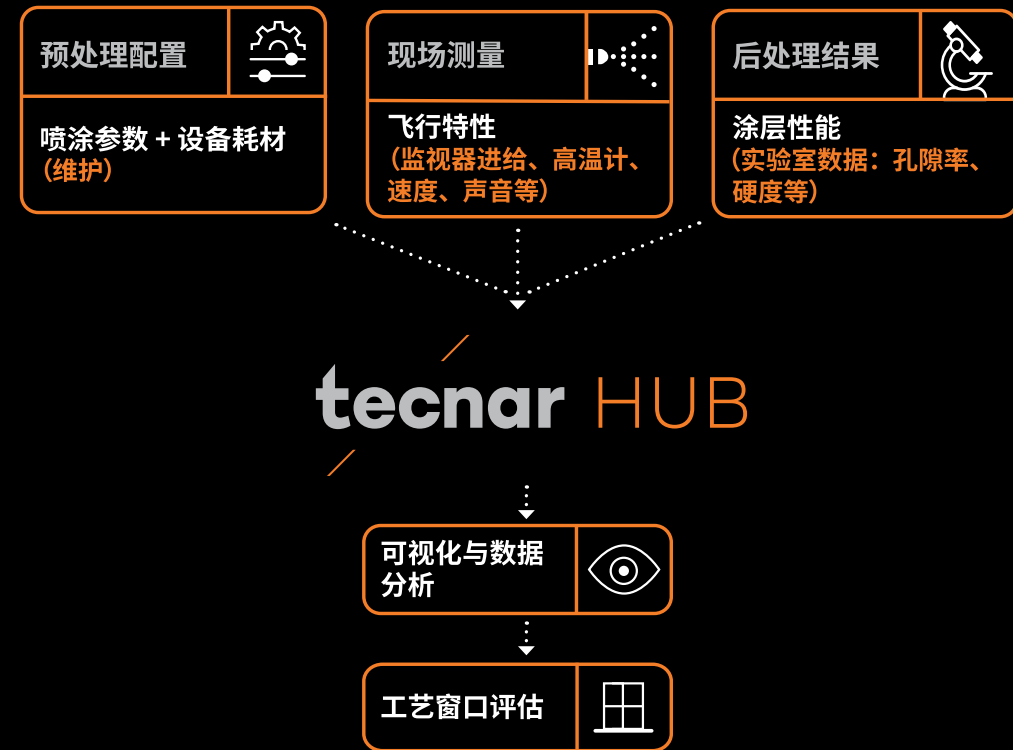 预处理配置
喷涂参数 + 设备耗材
（维护）
现场测量
飞行特性
（监视器进给、高温计、
速度、声音等）
后处理结果
涂层性能
（实验室数据：孔隙率、
硬度等）
tecnar HUB
可视化与数据
分析
工艺窗口评估